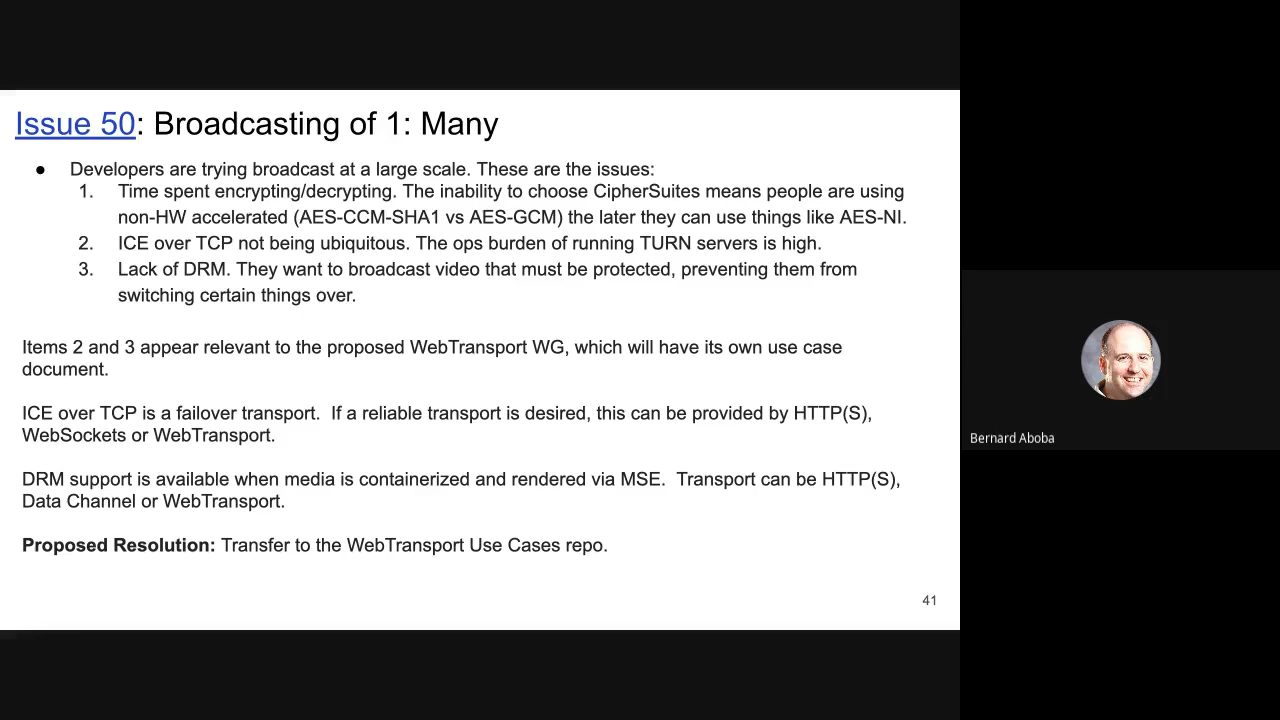 Issue 50: Broadcasting of 1: Many
● Developers are trying broadcast at a large scale. These are the issues:
1. Time spent encrypting/decrypting. The inability to choose CipherSuites means people are using
non-HW accelerated (AES-CCM-SHA1 vs AES-GCM) the later they can use things like AES-NI.
2. ICE over TCP not being ubiquitous. The ops burden of running TURN servers is high.
3. Lack of DRM. They want to broadcast video that must be protected, preventing them from
switching certain things over.
Items 2 and 3 appear relevant to the proposed WebTransport WG, which will have its own use case
document.
ICE over TCP is a failover transport.  If a reliable transport is desired, this can be provided by HTTP(S),
WebSockets or WebTransport.
DRM support is available when media is containerized and rendered via MSE.  Transport can be HTTP(S),
Data Channel or WebTransport.
Proposed Resolution: Transfer to the WebTransport Use Cases repo.
41
Bernard Aboba